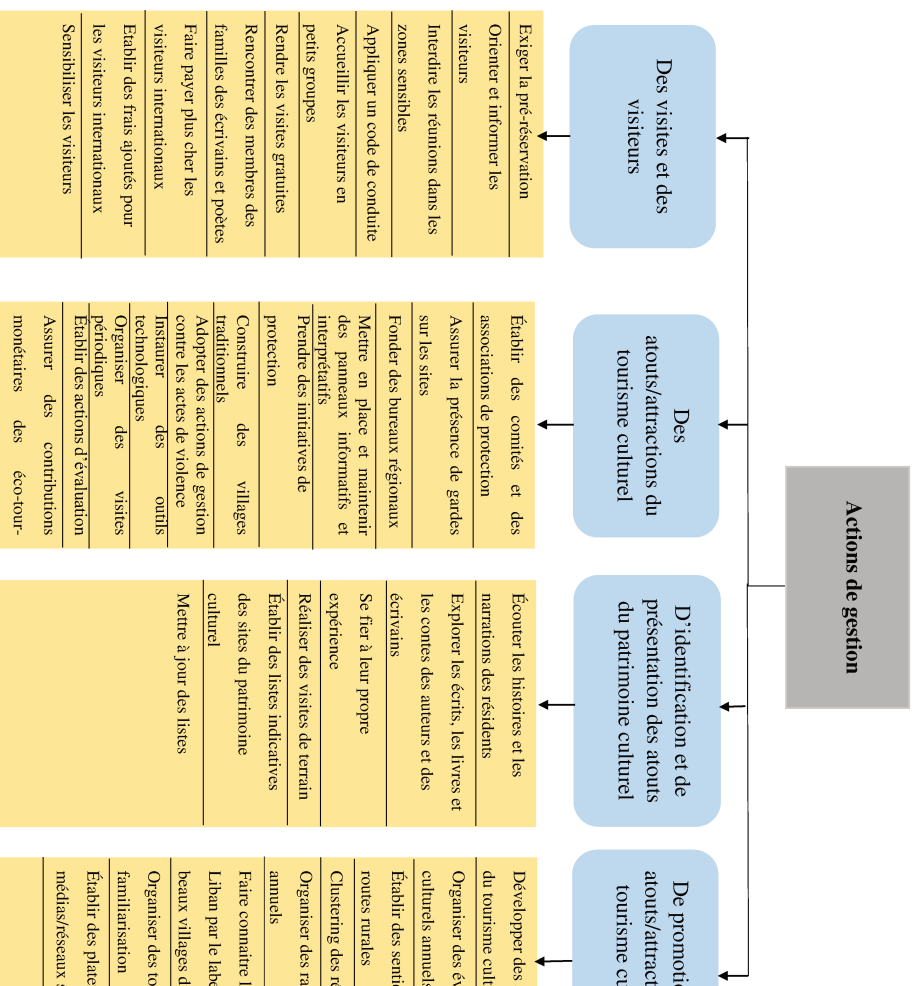 Actions de gestion
Des visites et des
visiteurs
Exiger la pré-réservation
Orienter et informer les
visiteurs
Interdire les réunions dans les
zones sensibles
Appliquer un code de conduite
Accueillir les visiteurs en
petits groupes
Rendre les visites gratuites
Rencontrer des membres des
familles des écrivains et poètes
Faire payer plus cher les
visiteurs internationaux
Etablir des frais ajoutés pour
les visiteurs internationaux
Sensibiliser les visiteurs
Des
atouts/attractions du
tourisme culturel
Établir des comités et des
associations de protection
Assurer la présence de gardes
sur les sites
Fonder des bureaux régionaux
Mettre en place et maintenir
des panneaux informatifs et
interprétatifs
Prendre des initiatives de
protection
Construire des villages
traditionnels
Adopter des actions de gestion
contre les actes de violence
Instaurer des outils
technologiques
Organiser des visites
périodiques
Établir des actions d'évaluation
Assurer des contributions
monétaires des éco-tour-
D'identification et de
présentation des atouts
du patrimoine culturel
Écouter les histoires et les
narrations des résidents
Explorer les écrits, les livres et
les contes des auteurs et des
écrivains
Se fier à leur propre
expérience
Réaliser des visites de terrain
Établir des listes indicatives
des sites du patrimoine
culturel
Mettre à jour des listes
De promotio
atouts/attract
tourisme cu
Développer des
du tourisme cult
Organiser des év
culturels annuels
Établir des sentie
routes rurales
Clustering des ré
Organiser des ra
annuels
Faire connaitre l
Liban par le labe
beaux villages d
Organiser des to
familiarisation
Établir des plate
médias/réseaux s